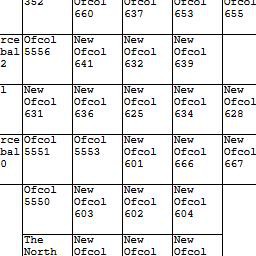 352 Ofcol Ofcol Ofcol Ofcol
660 637 653 655
rce Ofcol New New New
bal 5556 Ofcol Ofcol Ofcol
2 641 632 639
l New New New New New
Ofcol Ofcol Ofcol Ofcol Ofcol
631 636 625 634 628
rce Ofcol Ofcol New New New
bal 5551 5553 Ofcol Ofcol Ofcol
0 601 666 667
Ofcol New New New
5550 Ofcol Ofcol Ofcol
603 602 604
The New New New
North Ofcol Ofcol Ofcol